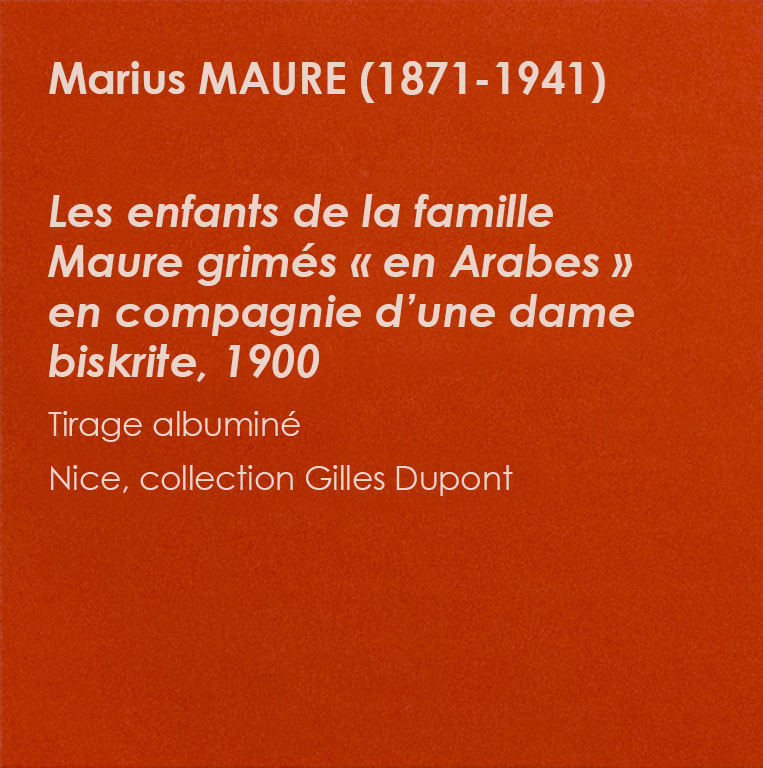 Marius MAURE (1871-1941)
Les enfants de la famille
Maure grimés « en Arabes »
en compagnie d’une dame
biskrite, 1900
Tirage albuminé
Nice, collection Gilles Dupont